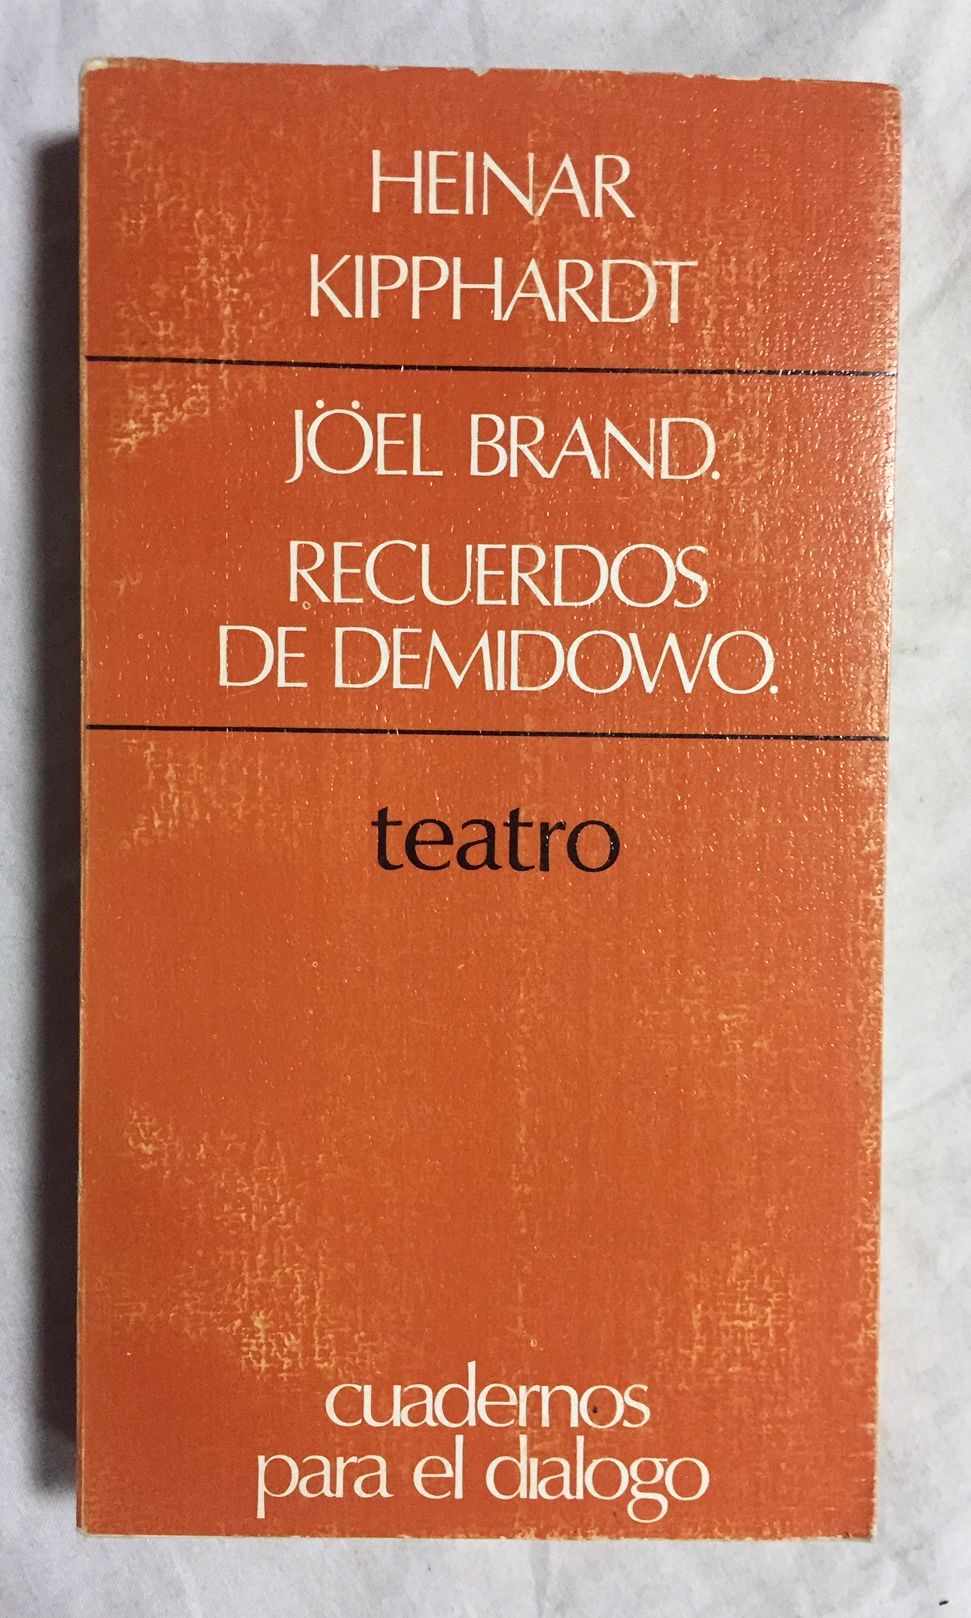 HEINAR
KIPPHARDT
JÖEL BRAND.
RECUERDOS
DE DEMIDOWO.
teatro
cuadernos
para el dialogo